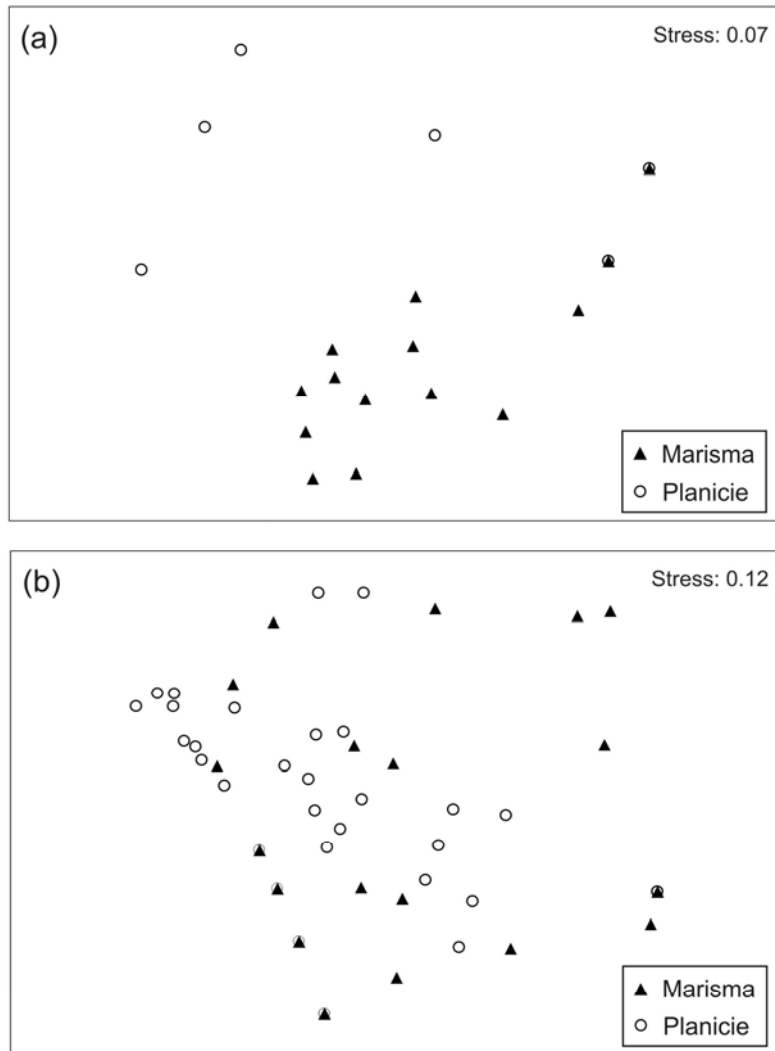 (a)
Stress: 0.07
Marisma
Planicie
(b)
Stress: 0.12
Marisma
Planicie